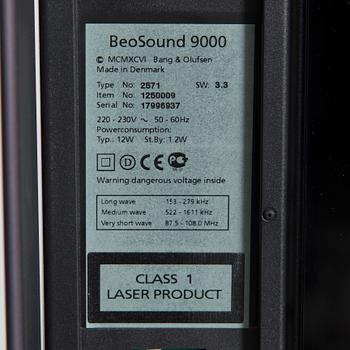 BeoSound 9000
© MCMXCVI Bang & Olufsen
Made in Denmark
Type No: 2571 SW: 3.3
Item No: 1250009
Serial No: 17996937
220 - 230V ~ 50 - 60Hz
Powerconsumption:
Typ.: 12W St.By: 1.2W
D CE
Warning dangerous voltage inside
Long wave 153 - 279 kHz
Medium wave 522 - 1611 kHz
Very short wave 87.5 - 108.0 MHz
CLASS 1
LASER PRODUCT